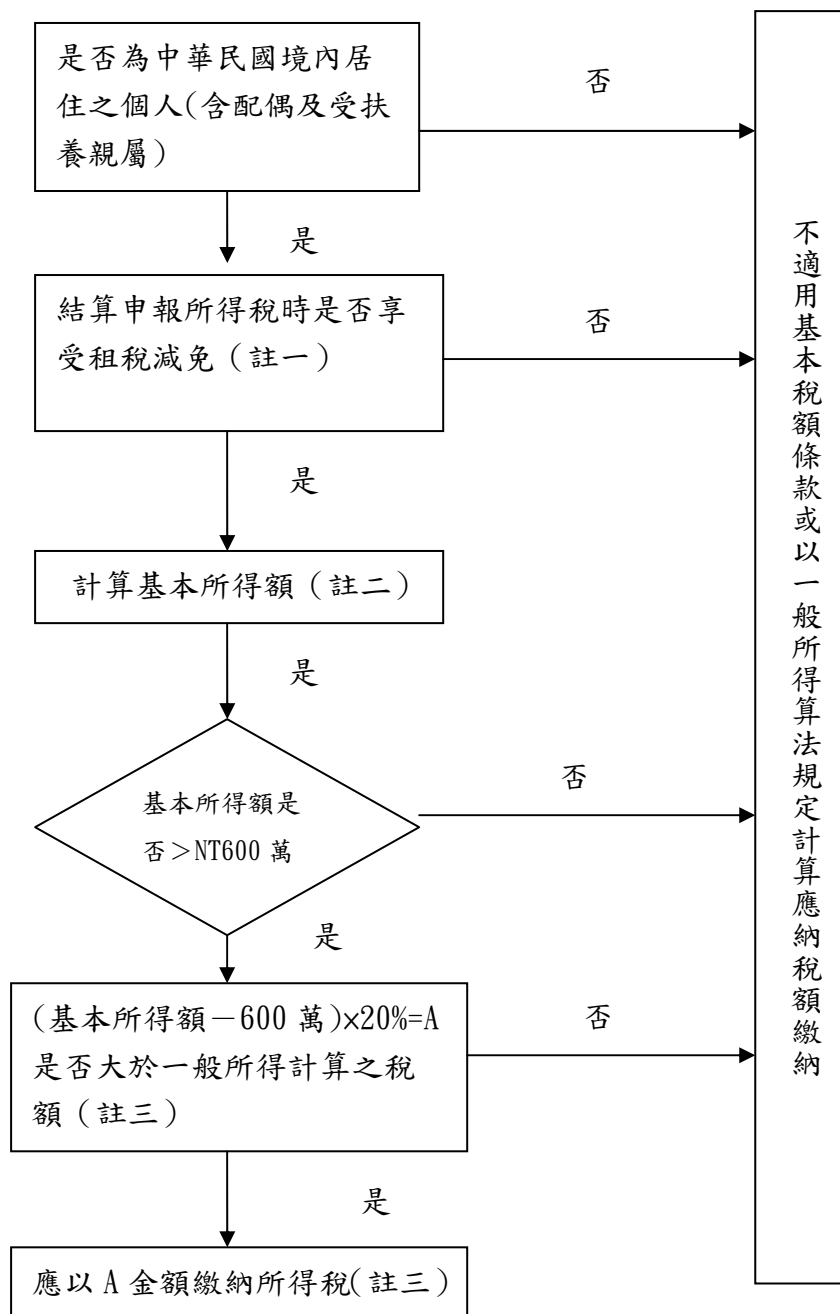 是否為中華民國境內居
住之個人(含配偶及受扶
養親屬)
否
是
結算申報所得稅時是否享
受租稅減免（註一）
否
是
計算基本所得額（註二）
是
基本所得額是
否＞NT600 萬
否
是
(基本所得額－600 萬)×20%=A
是否大於一般所得計算之稅
額（註三）
否
是
應以 A 金額繳納所得稅(註三)
不適用基本稅額條款或以一般所得算法規定計算應納稅額繳納